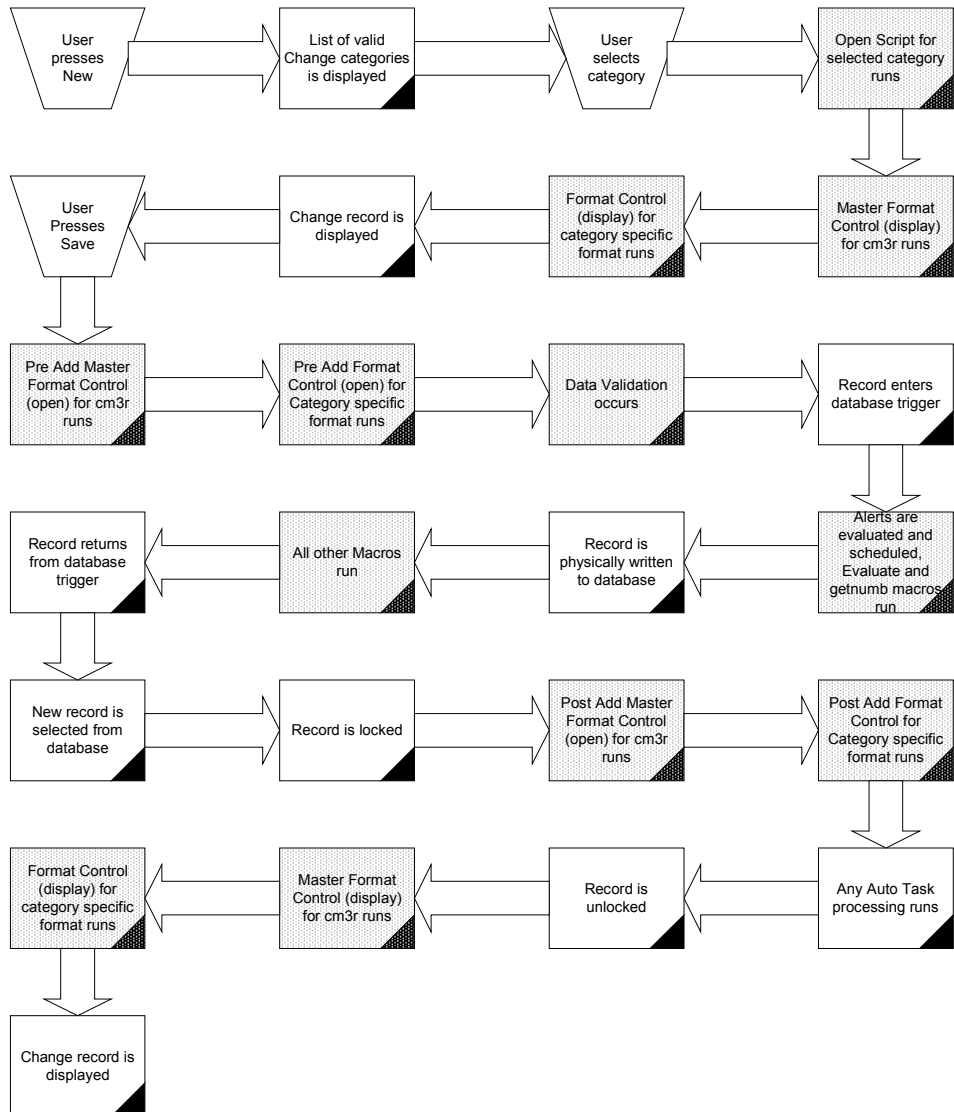 User
presses
New
List of valid
Change categories
is displayed
User
selects
category
Open Script for
selected category
runs
User
Presses
Save
Change record is
displayed
Format Control
(display) for
category specific
format runs
Master Format
Control (display)
for cm3r runs
Pre Add Master
Format Control
(open) for cm3r
runs
Pre Add Format
Control (open) for
Category specific
format runs
Data Validation
occurs
Record enters
database trigger
Record returns
from database
trigger
All other Macros
run
Record is
physically written
to database
Alerts are
evaluated and
scheduled,
Evaluate and
getnumb macros
run
New record is
selected from
database
Record is locked
Post Add Master
Format Control
(open) for cm3r
runs
Post Add Format
Control for
Category specific
format runs
Format Control
(display) for
category specific
format runs
Master Format
Control (display)
for cm3r runs
Record is
unlocked
Any Auto Task
processing runs
Change record is
displayed